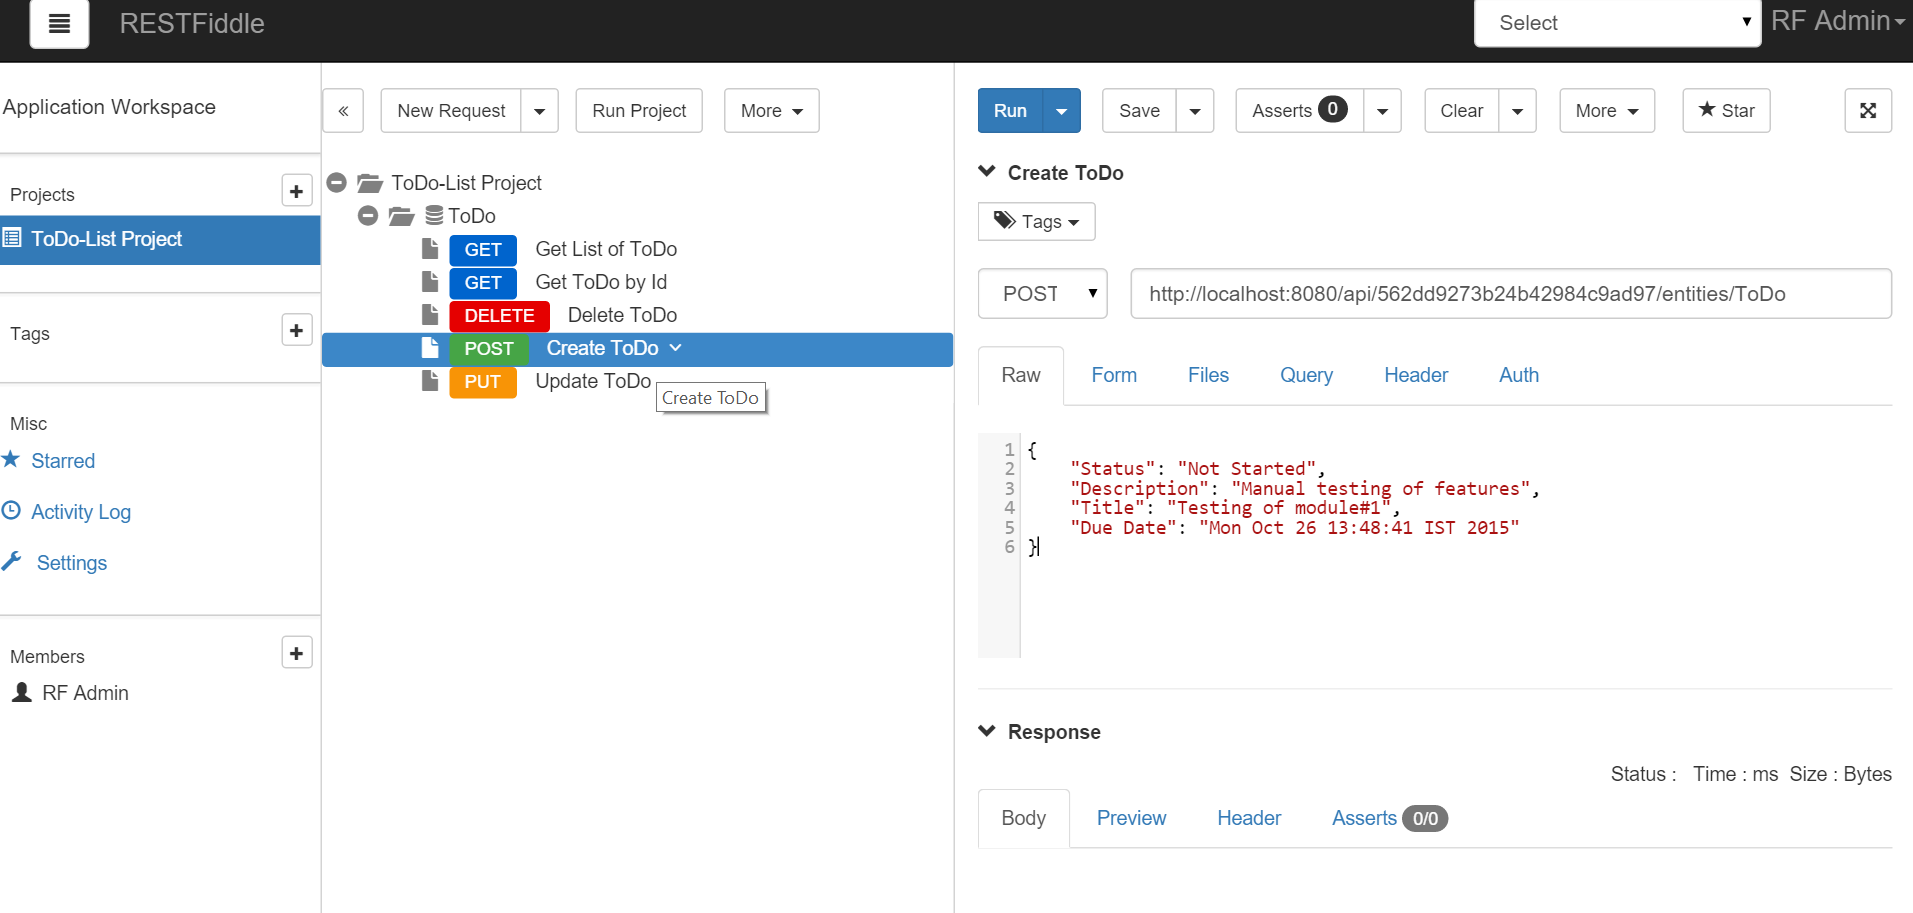 RESTFiddle
Select
RF Admin
Application Workspace
Projects
ToDo-List Project
Tags
Misc
Starred
Activity Log
Settings
Members
RF Admin
« New Request Run Project More
ToDo-List Project
ToDo
GET Get List of ToDo
GET Get ToDo by Id
DELETE Delete ToDo
POST Create ToDo
PUT Update ToDo
Create ToDo
Run Save Asserts 0 Clear More Star
Create ToDo
Tags
POST http://localhost:8080/api/562dd9273b24b42984c9ad97/entities/ToDo
Raw Form Files Query Header Auth
1 {
2 "Status": "Not Started",
3 "Description": "Manual testing of features",
4 "Title": "Testing of module#1",
5 "Due Date": "Mon Oct 26 13:48:41 IST 2015"
6 }
Response
Status : Time : ms Size : Bytes
Body Preview Header Asserts 0/0